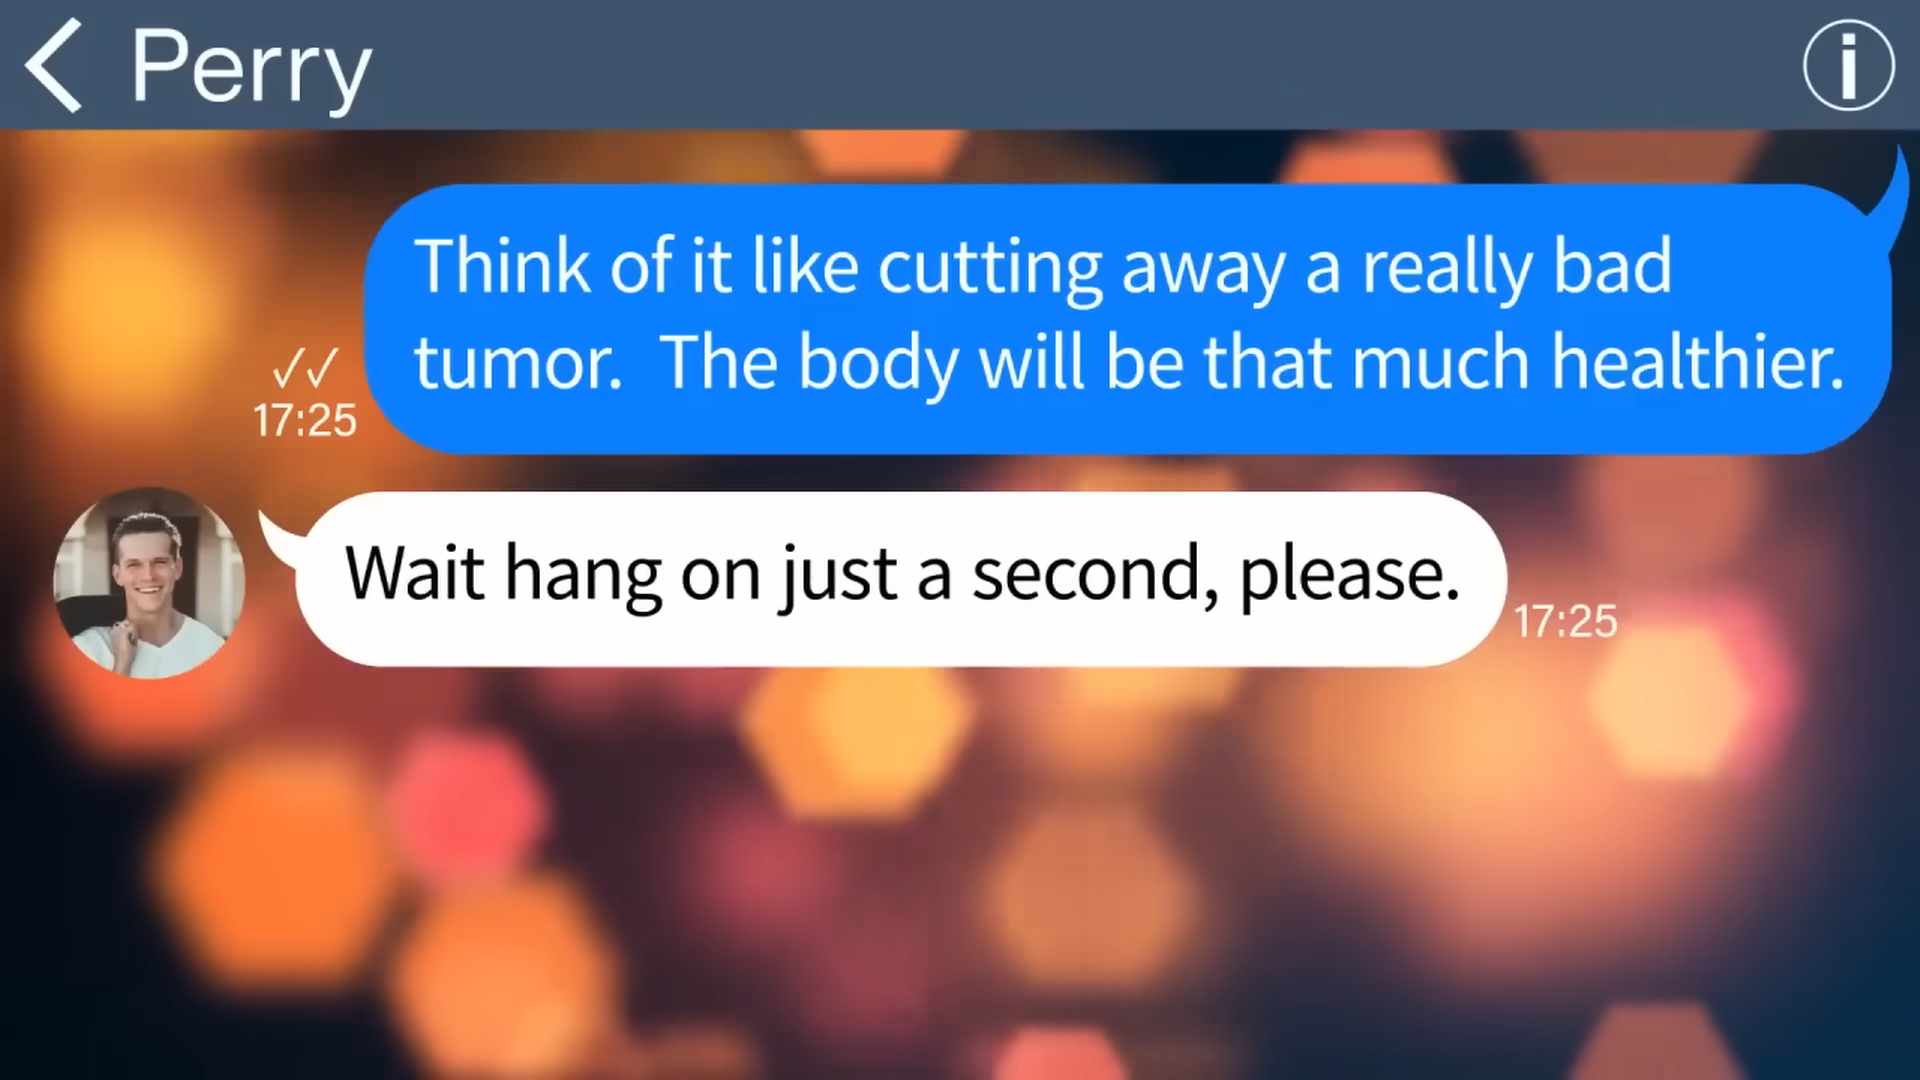 Perry
Think of it like cutting away a really bad
tumor.  The body will be that much healthier.
17:25
Wait hang on just a second, please.
17:25